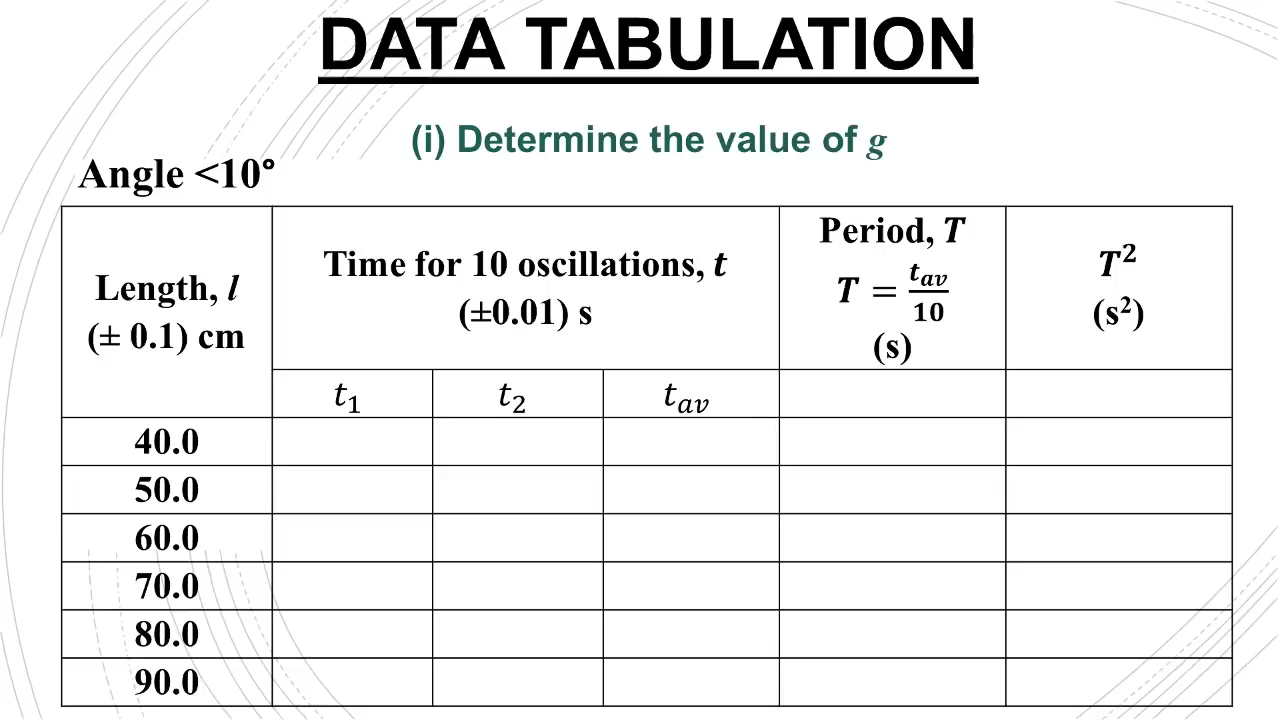 DATA TABULATION
(i) Determine the value of g
Angle <10°
Length, l
(± 0.1) cm
Time for 10 oscillations, t
(±0.01) s
Period, T
T = t_av/10
(s)
T²
(s²)
t₁ t₂ t_av
40.0
50.0
60.0
70.0
80.0
90.0